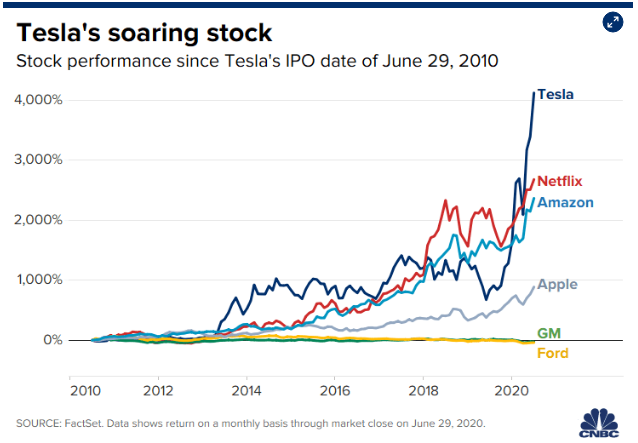 Tesla's soaring stock
Stock performance since Tesla's IPO date of June 29, 2010
4,000%
3,000%
2,000%
1,000%
0%
Tesla
Netflix
Amazon
Apple
GM
Ford
2010 2012 2014 2016 2018 2020
SOURCE: FactSet. Data shows return on a monthly basis through market close on June 29, 2020.
CNBC